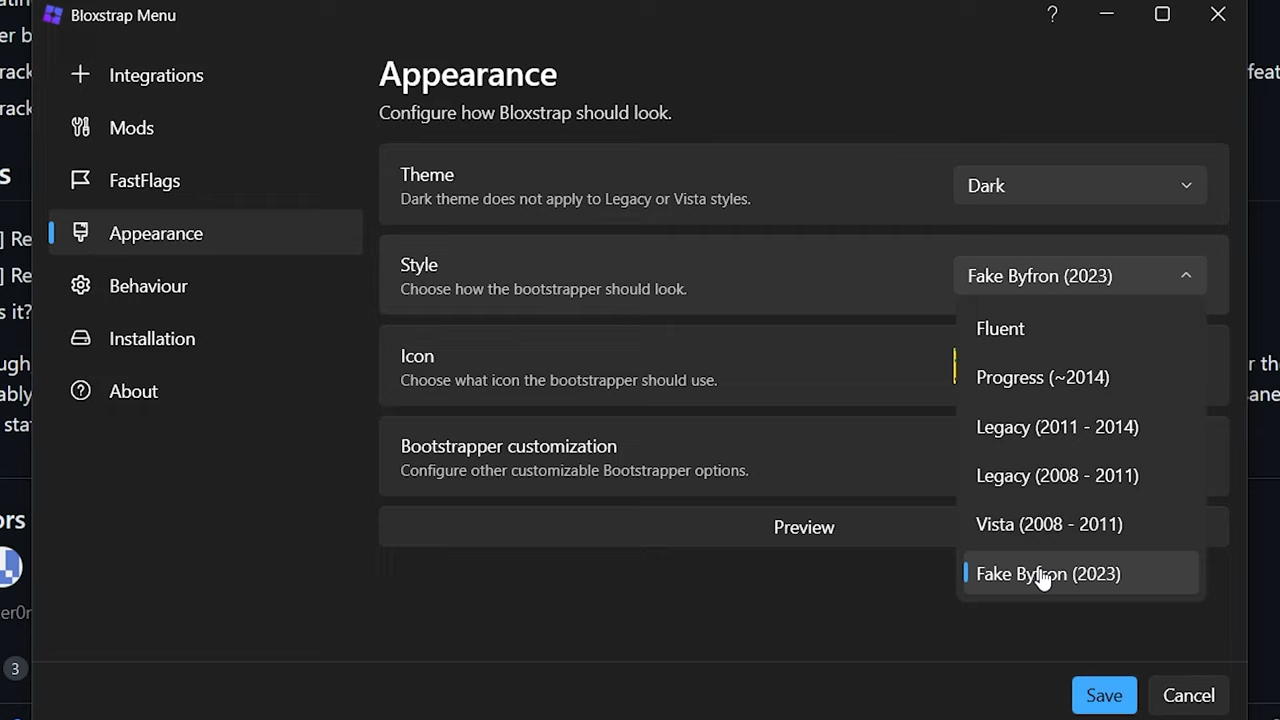 Bloxstrap Menu
?
Integrations
Mods
FastFlags
Appearance
Behaviour
Installation
About
Appearance
Configure how Bloxstrap should look.
Theme
Dark theme does not apply to Legacy or Vista styles.
Dark
Style
Choose how the bootstrapper should look.
Fake Byfron (2023)
Fluent
Progress (~2014)
Legacy (2011 - 2014)
Legacy (2008 - 2011)
Vista (2008 - 2011)
Fake Byfron (2023)
Icon
Choose what icon the bootstrapper should use.
Bootstrapper customization
Configure other customizable Bootstrapper options.
Preview
Save
Cancel
3